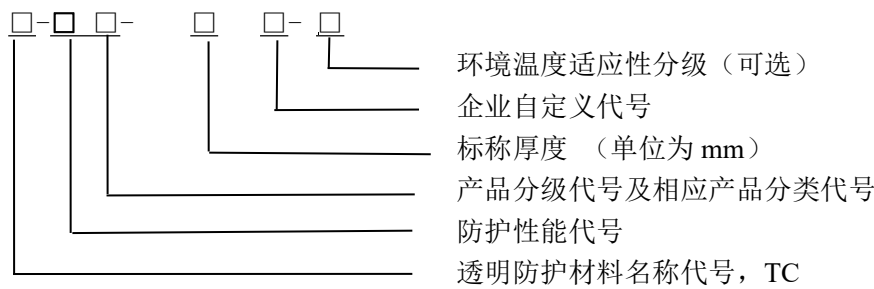 □-□ □- □ □- □
环境温度适应性分级（可选）
企业自定义代号
标称厚度 （单位为 mm）
产品分级代号及相应产品分类代号
防护性能代号
透明防护材料名称代号，TC